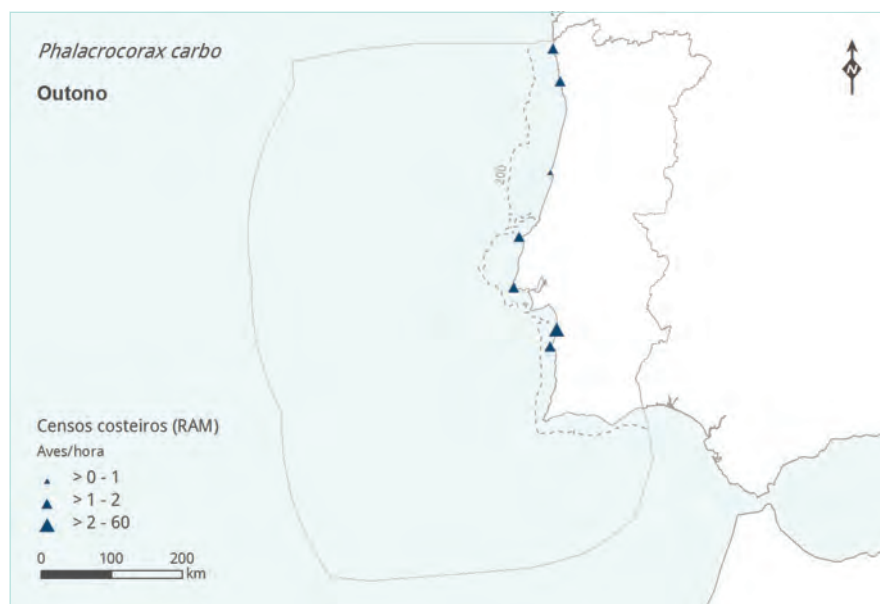 Phalacrocorax carbo
N
Outono
200
Censos costeiros (RAM)
Aves/hora
> 0 - 1
> 1 - 2
> 2 - 60
0 100 200
km